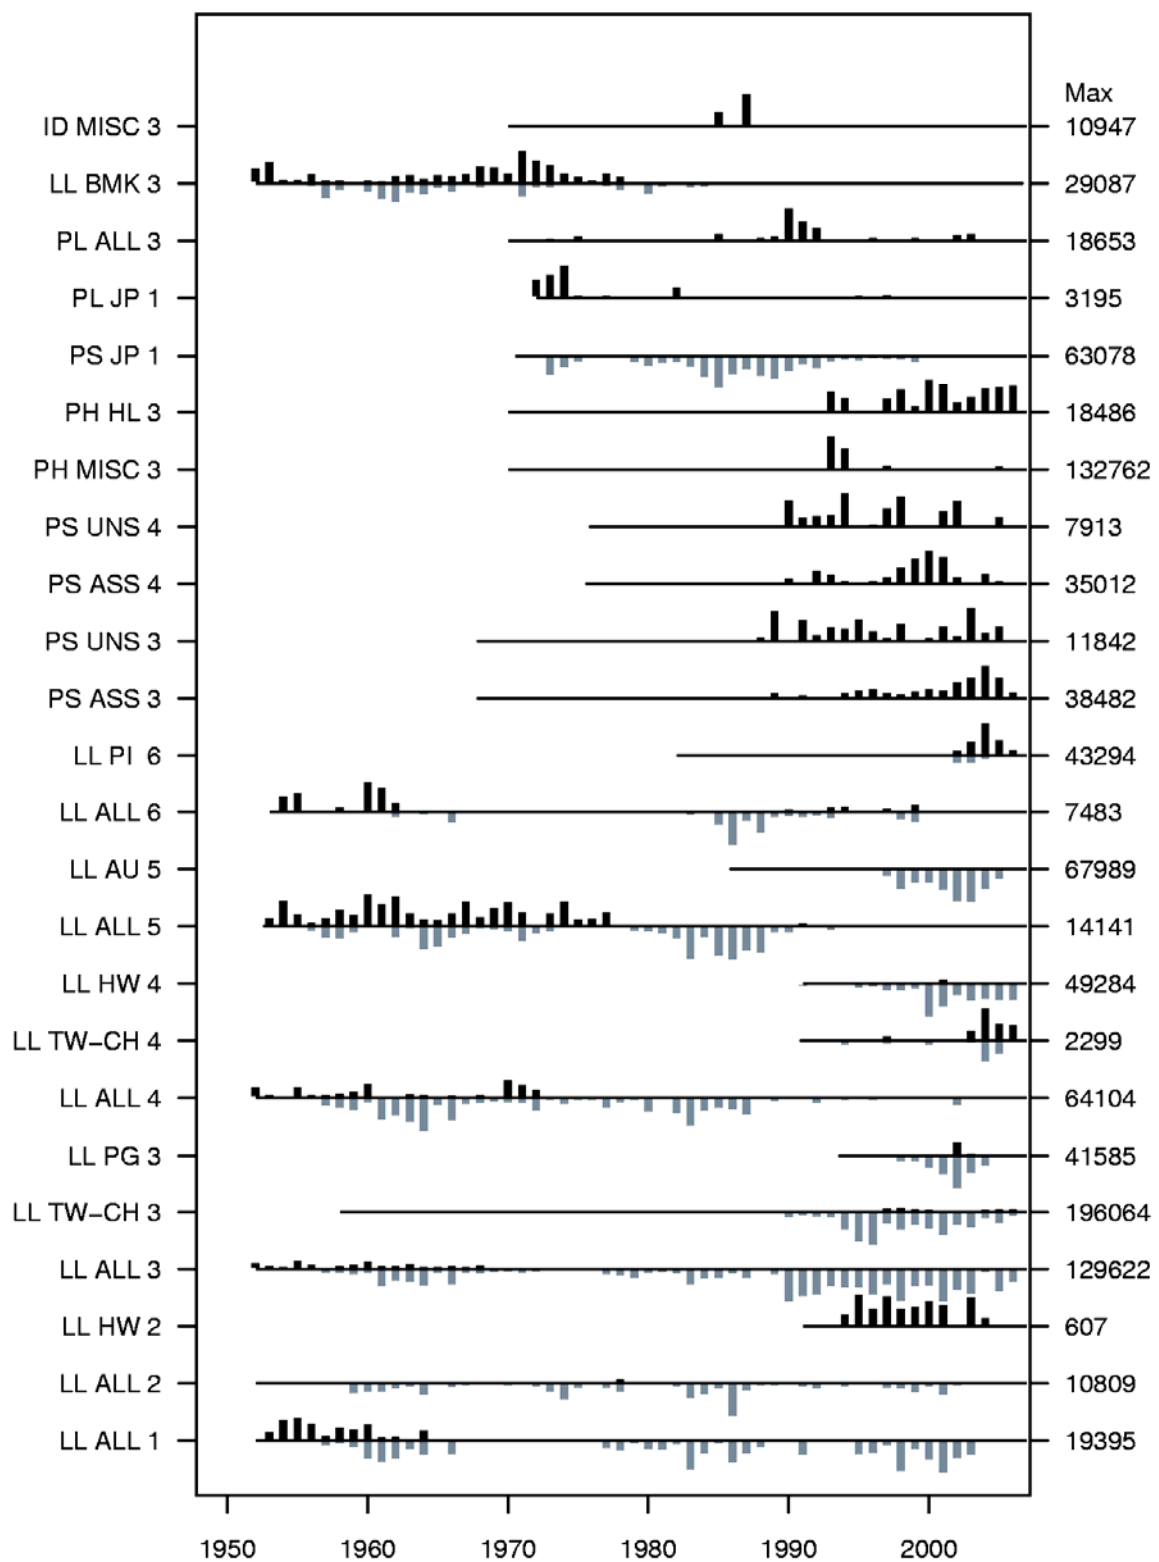 Max
ID MISC 3 10947
LL BMK 3 29087
PL ALL 3 18653
PL JP 1 3195
PS JP 1 63078
PH HL 3 18486
PH MISC 3 132762
PS UNS 4 7913
PS ASS 4 35012
PS UNS 3 11842
PS ASS 3 38482
LL PI 6 43294
LL ALL 6 7483
LL AU 5 67989
LL ALL 5 14141
LL HW 4 49284
LL TW–CH 4 2299
LL ALL 4 64104
LL PG 3 41585
LL TW–CH 3 196064
LL ALL 3 129622
LL HW 2 607
LL ALL 2 10809
LL ALL 1 19395
1950 1960 1970 1980 1990 2000